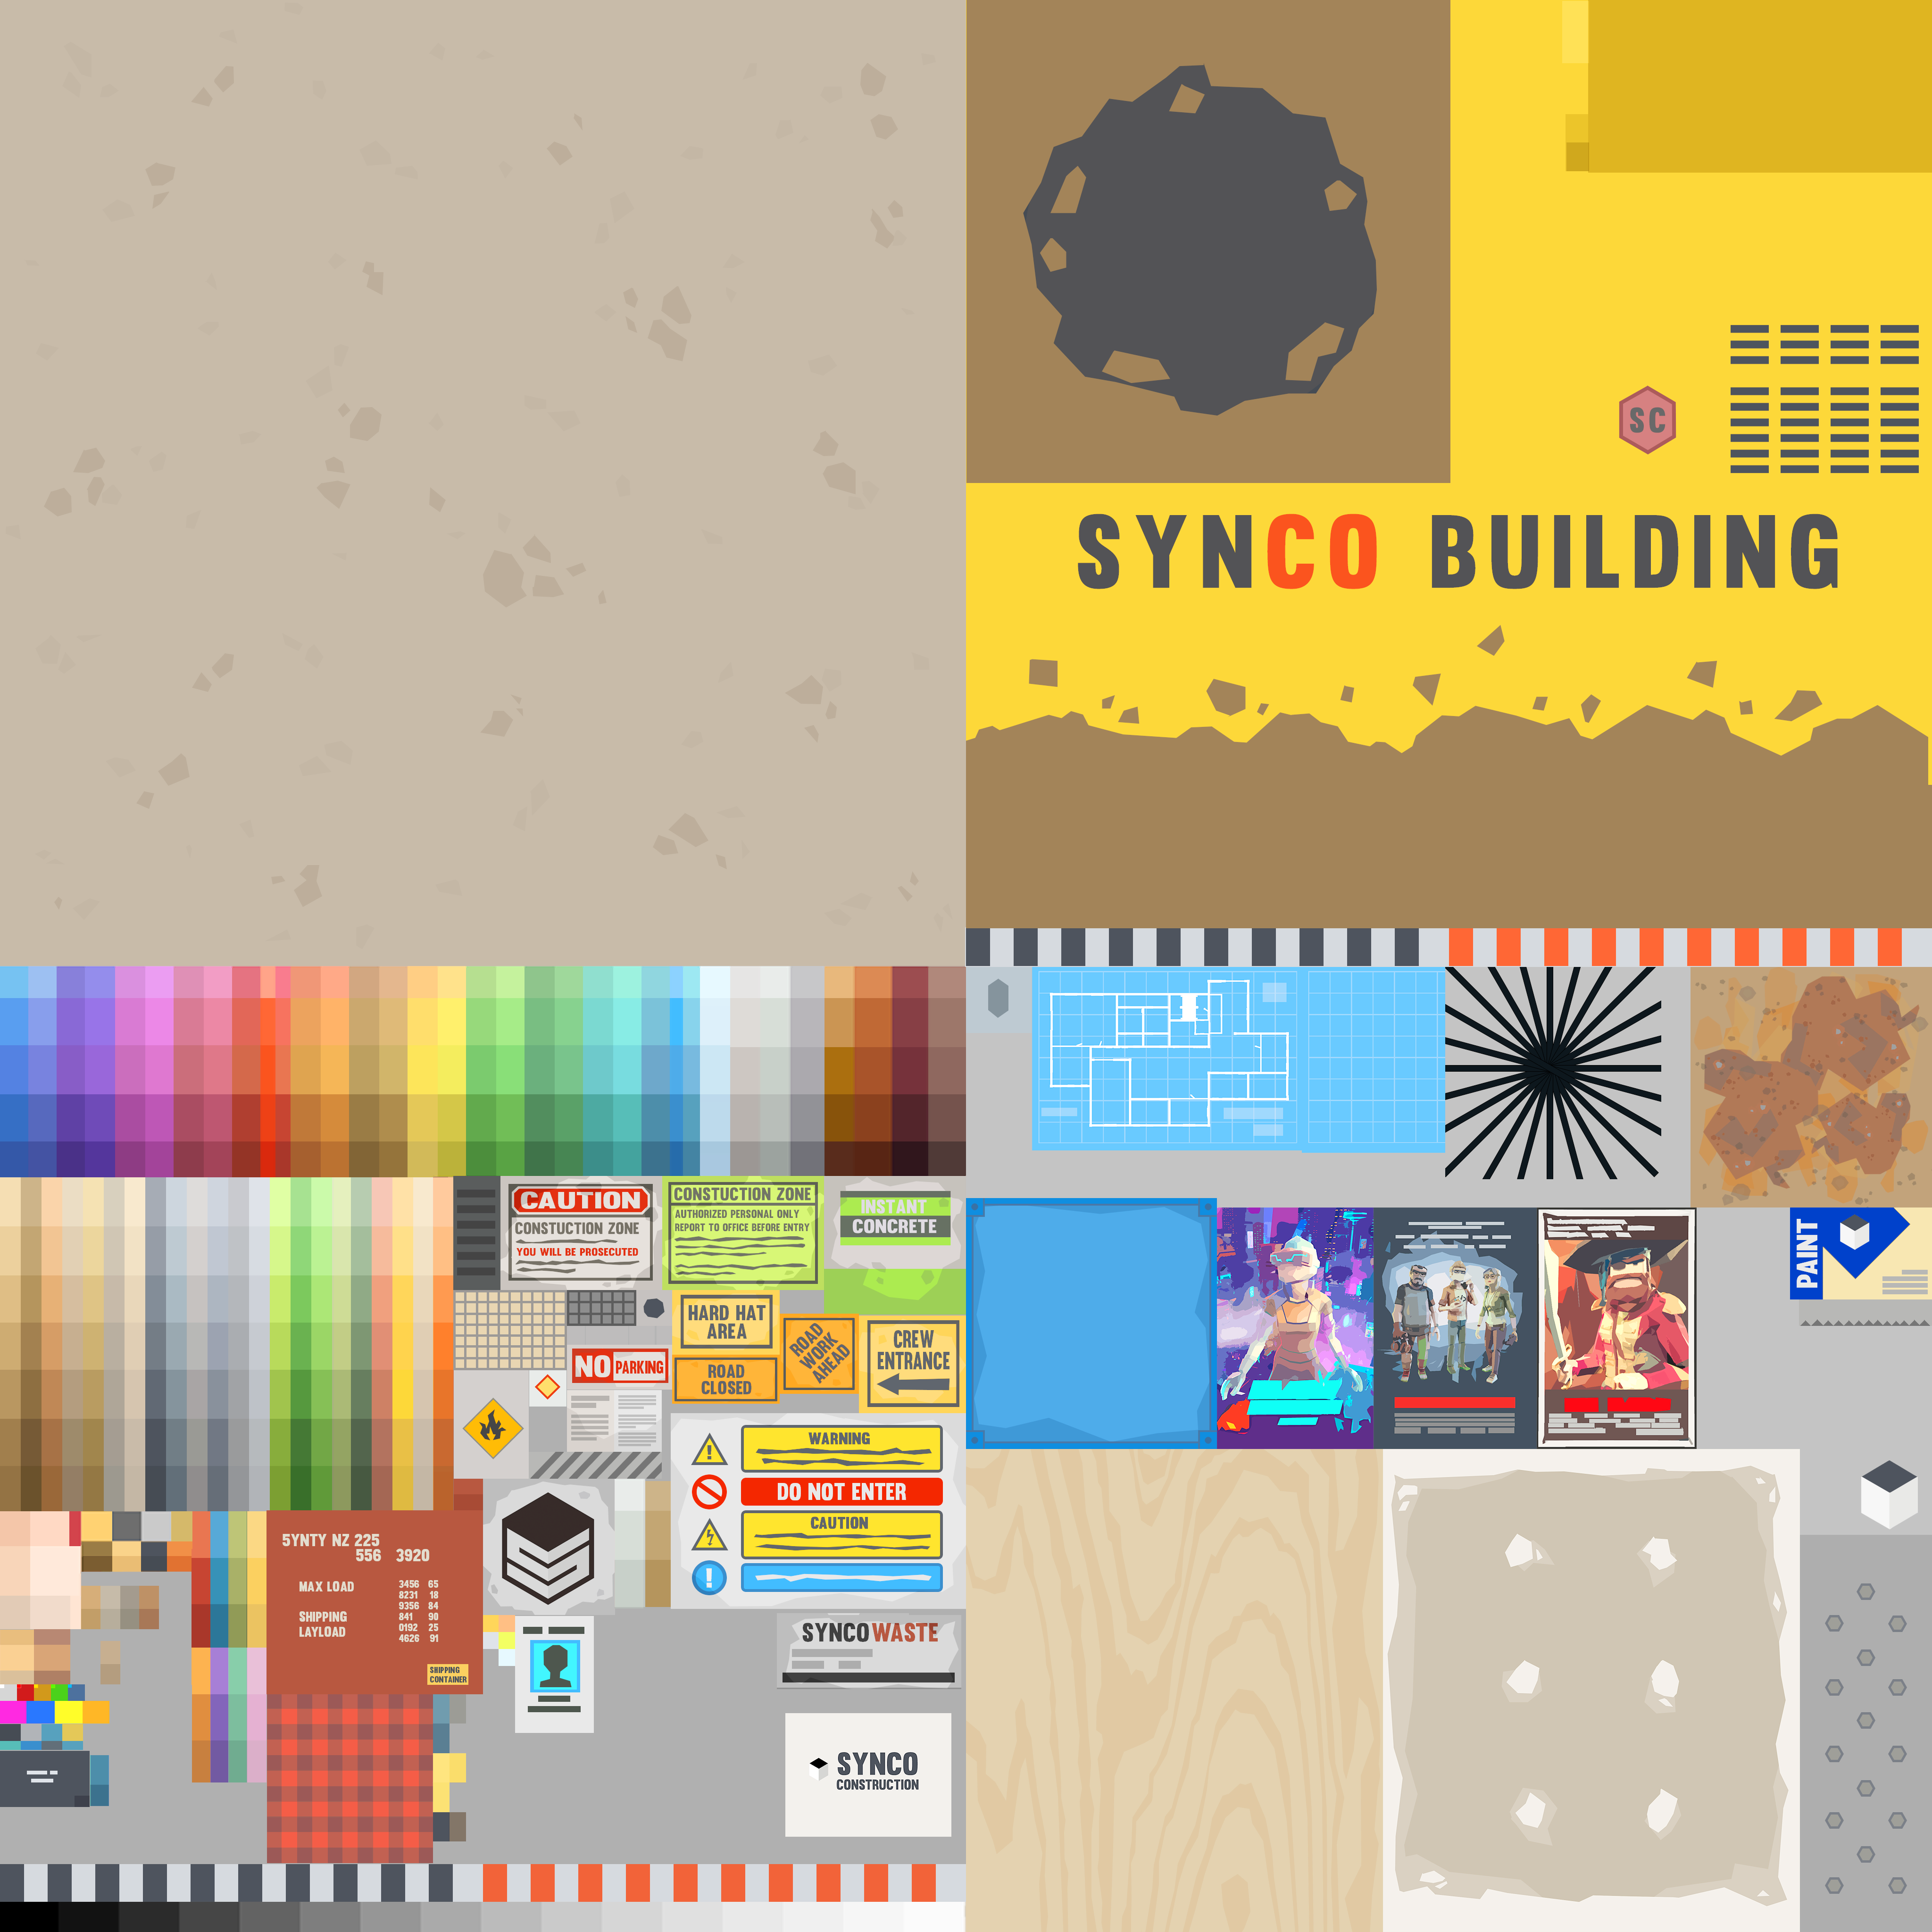 SC
SYNCO BUILDING
CAUTION
CONSTUCTION ZONE
YOU WILL BE PROSECUTED
CONSTUCTION ZONE
AUTHORIZED PERSONAL ONLY
REPORT TO OFFICE BEFORE ENTRY
INSTANT
CONCRETE
HARD HAT
AREA
ROAD
WORK
AHEAD
CREW
ENTRANCE
NO PARKING
ROAD
CLOSED
PAINT
WARNING
DO NOT ENTER
CAUTION
5YNTY NZ 225
556 3920
MAX LOAD 3456 65
8231 18
9356 84
SHIPPING 841 90
LAYLOAD 0192 25
4626 91
SHIPPING
CONTAINER
SYNCOWASTE
SYNCO
CONSTRUCTION